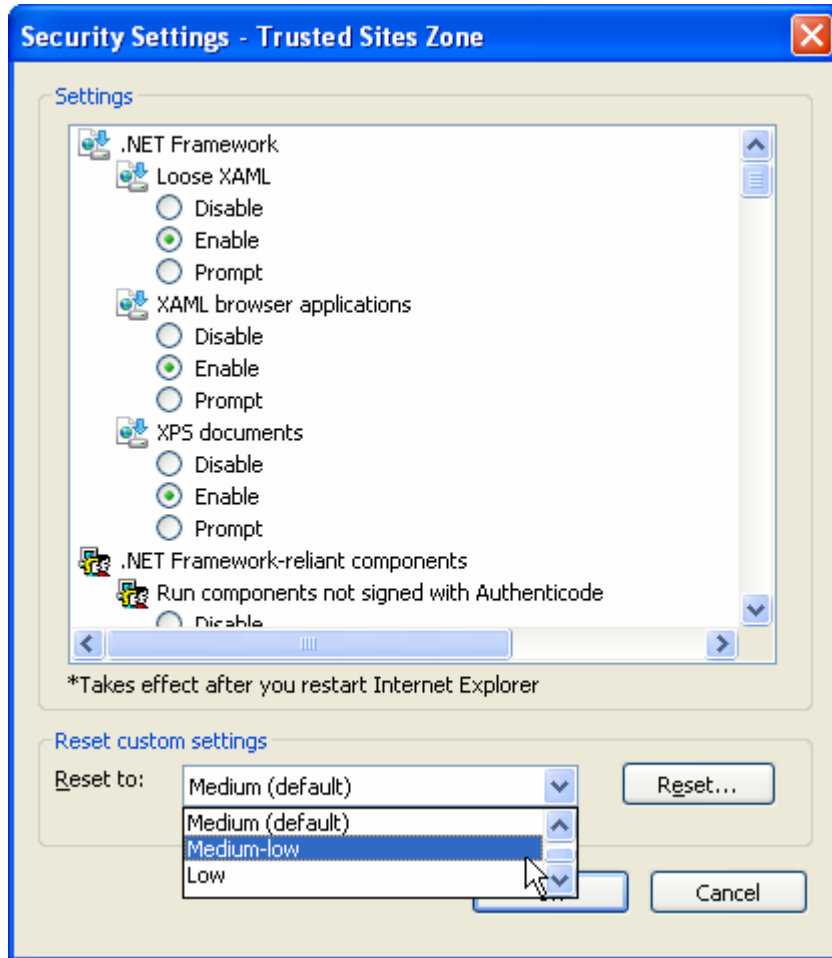 Security Settings - Trusted Sites Zone
Settings
.NET Framework
Loose XAML
Disable
Enable
Prompt
XAML browser applications
Disable
Enable
Prompt
XPS documents
Disable
Enable
Prompt
.NET Framework-reliant components
Run components not signed with Authenticode
Disable
*Takes effect after you restart Internet Explorer
Reset custom settings
Reset to:
Medium (default)
Reset...
Medium (default)
Medium-low
Low
Cancel